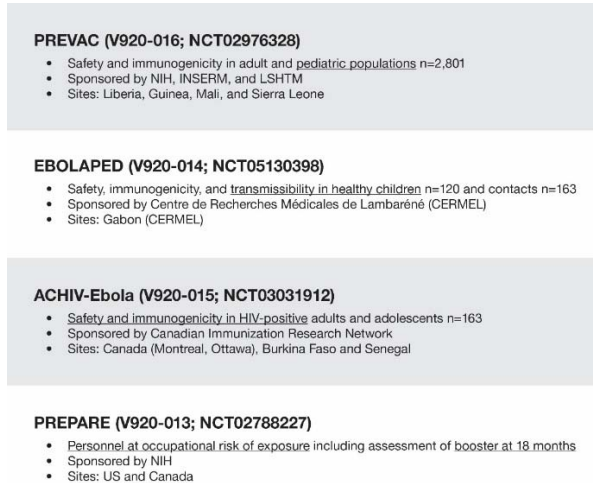 PREVAC (V920-016; NCT02976328)
• Safety and immunogenicity in adult and pediatric populations n=2,801
• Sponsored by NIH, INSERM, and LSHTM
• Sites: Liberia, Guinea, Mali, and Sierra Leone
EBOLAPED (V920-014; NCT05130398)
• Safety, immunogenicity, and transmissibility in healthy children n=120 and contacts n=163
• Sponsored by Centre de Recherches Médicales de Lambaréné (CERMEL)
• Sites: Gabon (CERMEL)
ACHIV-Ebola (V920-015; NCT03031912)
• Safety and immunogenicity in HIV-positive adults and adolescents n=163
• Sponsored by Canadian Immunization Research Network
• Sites: Canada (Montreal, Ottawa), Burkina Faso and Senegal
PREPARE (V920-013; NCT02788227)
• Personnel at occupational risk of exposure including assessment of booster at 18 months
• Sponsored by NIH
• Sites: US and Canada